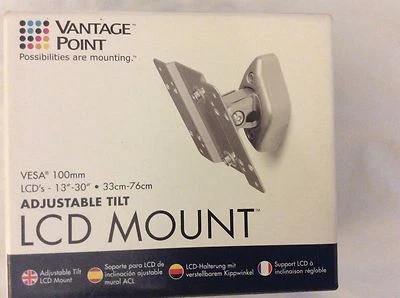 VANTAGE
POINT™
Possibilities are mounting.™
VESA® 100mm
LCD's - 13"-30" • 33cm-76cm
ADJUSTABLE TILT
LCD MOUNT™
Adjustable Tilt
LCD Mount
Soporte para LCD de
inclinación ajustable
mural ACL
LCD-Halterung mit
verstellbarem Kippwinkel
Support LCD à
inclinaison réglable